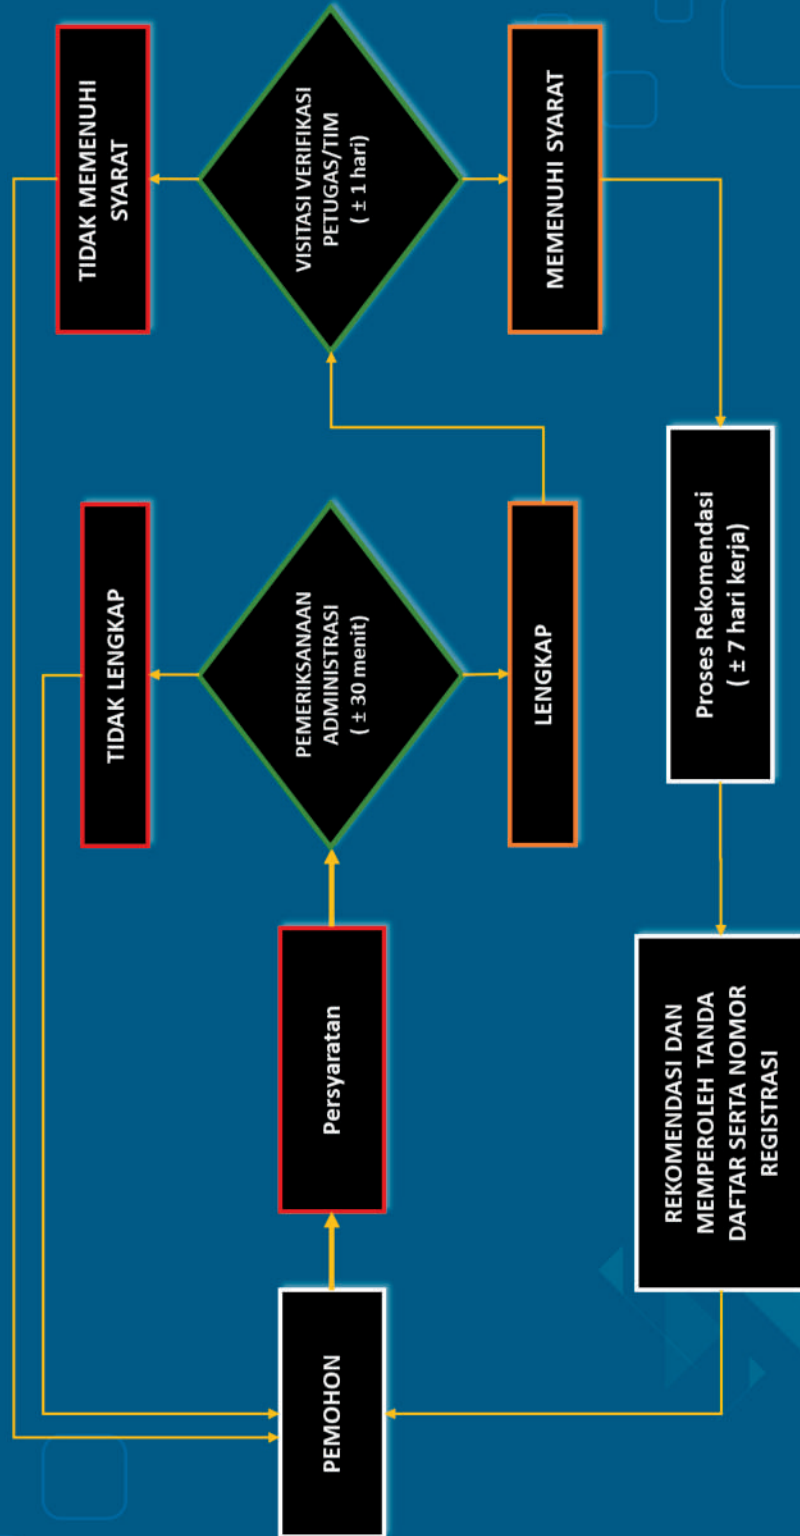 PEMOHON
Persyaratan
PEMERIKSANAAN
ADMINISTRASI
( ± 30 menit)
TIDAK LENGKAP
LENGKAP
VISITASI VERIFIKASI
PETUGAS/TIM
( ± 1 hari)
TIDAK MEMENUHI
SYARAT
MEMENUHI SYARAT
Proses Rekomendasi
( ± 7 hari kerja)
REKOMENDASI DAN
MEMPEROLEH TANDA
DAFTAR SERTA NOMOR
REGISTRASI